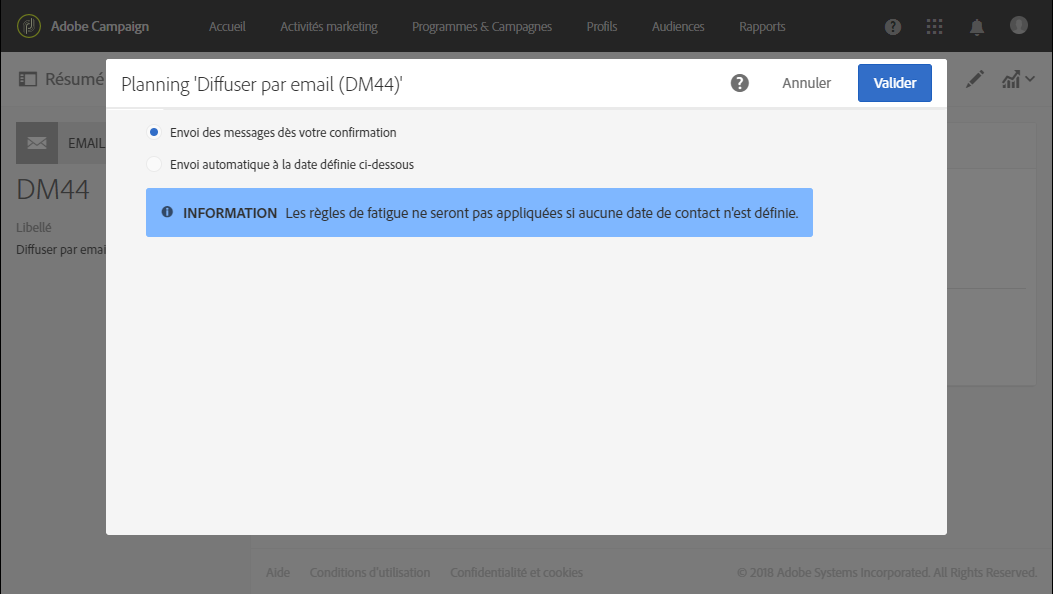 Adobe Campaign Accueil Activités marketing Programmes & Campagnes Profils Audiences Rapports
Résumé
Planning 'Diffuser par email (DM44)' Annuler Valider
Envoi des messages dès votre confirmation
EMAIL
Envoi automatique à la date définie ci-dessous
DM44
INFORMATION Les règles de fatigue ne seront pas appliquées si aucune date de contact n'est définie.
Libellé
Diffuser par emai
Aide Conditions d'utilisation Confidentialité et cookies © 2018 Adobe Systems Incorporated. All Rights Reserved.